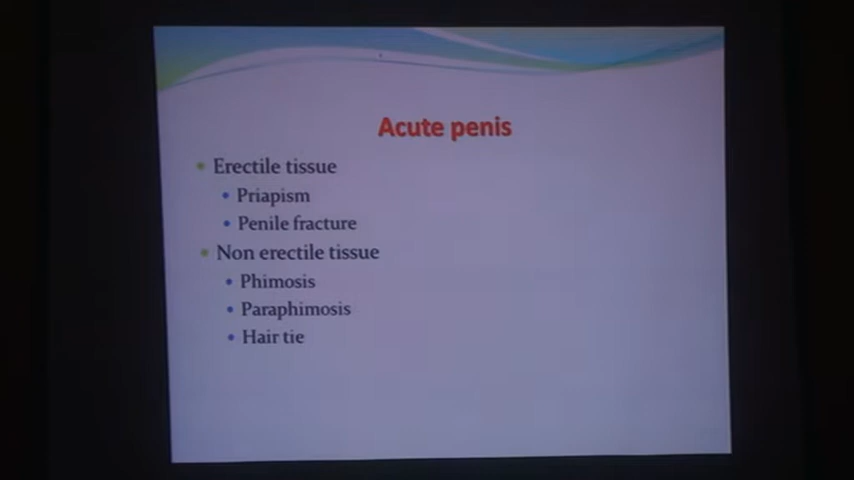 Acute penis
Erectile tissue
Priapism
Penile fracture
Non erectile tissue
Phimosis
Paraphimosis
Hair tie